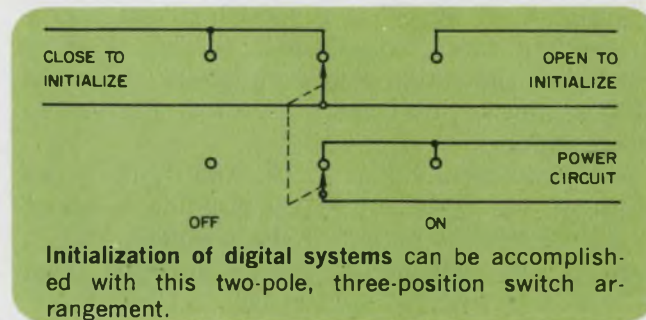 CLOSE TO
INITIALIZE
OPEN TO
INITIALIZE
POWER
CIRCUIT
OFF
ON
Initialization of digital systems can be accomplish-
ed with this two-pole, three-position switch ar-
rangement.